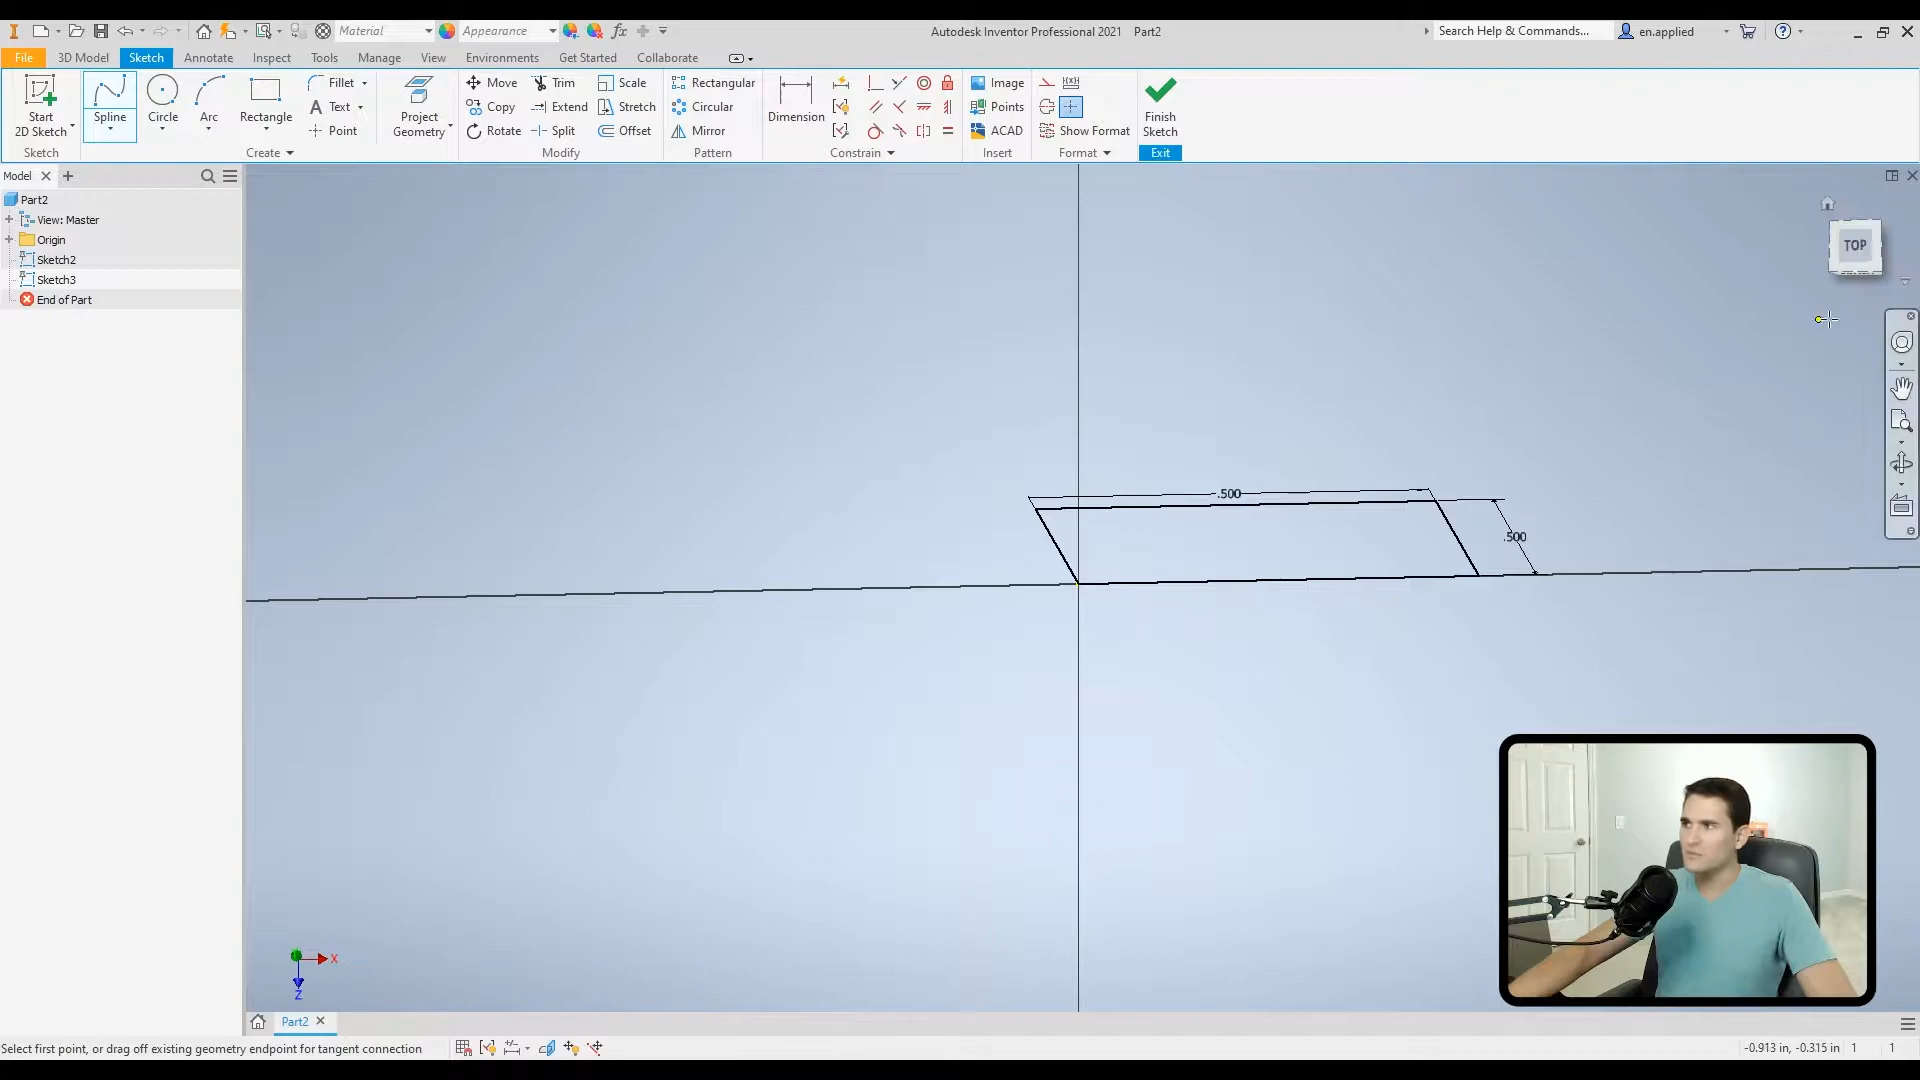 Material
Appearance
Autodesk Inventor Professional 2021 Part2
Search Help & Commands...
en.applied
File
3D Model
Sketch
Annotate
Inspect
Tools
Manage
View
Environments
Get Started
Collaborate
Start
2D Sketch
Spline
Circle
Arc
Rectangle
Fillet
Text
Point
Project
Geometry
Move
Copy
Rotate
Trim
Extend
Split
Scale
Stretch
Offset
Rectangular
Circular
Mirror
Dimension
Image
Points
ACAD
Show Format
Finish
Sketch
Sketch
Create
Modify
Pattern
Constrain
Insert
Format
Exit
Model
Part2
View: Master
Origin
Sketch2
Sketch3
End of Part
TOP
.500
.500
X
Z
Part2
Select first point, or drag off existing geometry endpoint for tangent connection
-0.913 in, -0.315 in 1 1